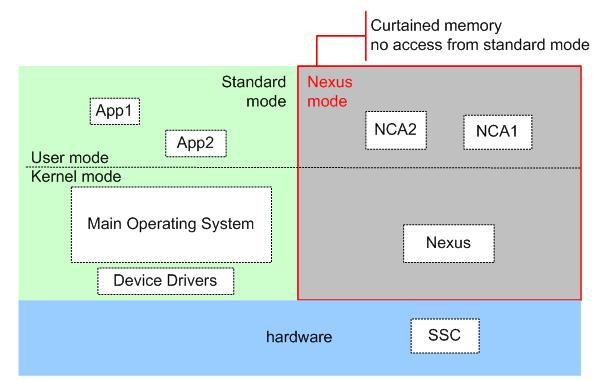 Curtained memory
no access from standard mode
Standard
mode
Nexus
mode
App1
App2
NCA2
NCA1
User mode
Kernel mode
Main Operating System
Nexus
Device Drivers
hardware
SSC